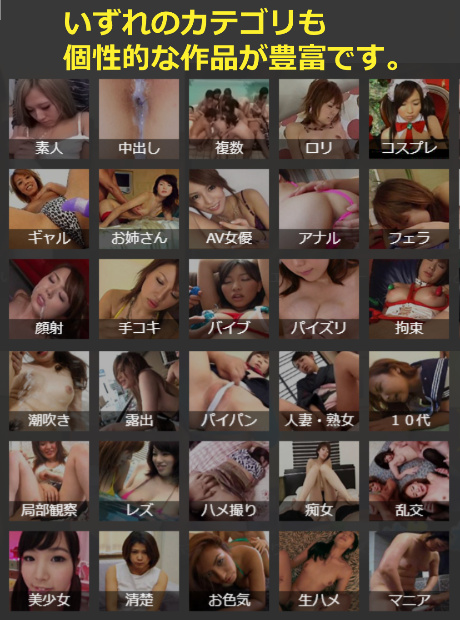 いずれのカテゴリも
個性的な作品が豊富です。
素人
中出し
複数
ロリ
コスプレ
ギャル
お姉さん
AV女優
アナル
フェラ
顔射
手コキ
バイブ
パイズリ
拘束
潮吹き
露出
パイパン
人妻・熟女
１０代
局部観察
レズ
ハメ撮り
痴女
乱交
美少女
清楚
お色気
生ハメ
マニア